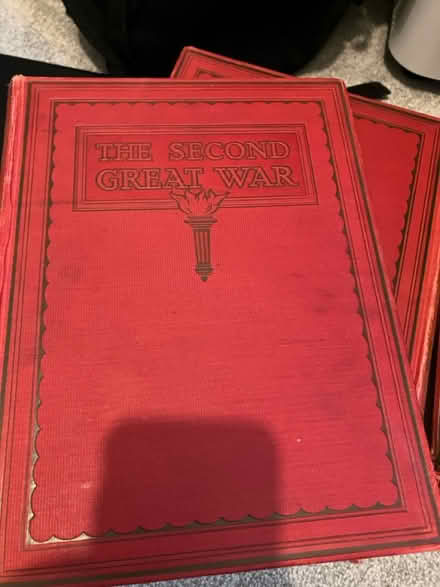 THE SECOND
GREAT WAR